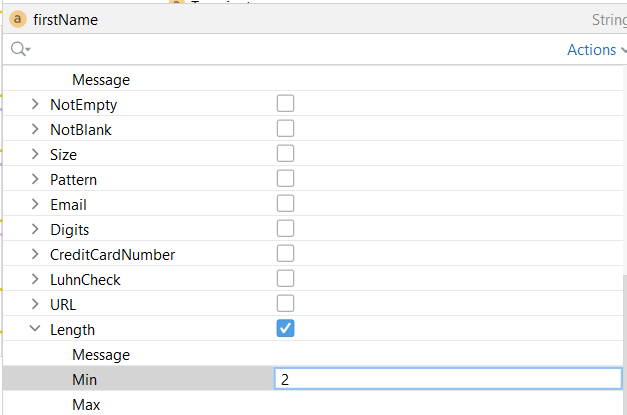 a firstName String
Actions
Message
NotEmpty
NotBlank
Size
Pattern
Email
Digits
CreditCardNumber
LuhnCheck
URL
Length
Message
Min 2
Max